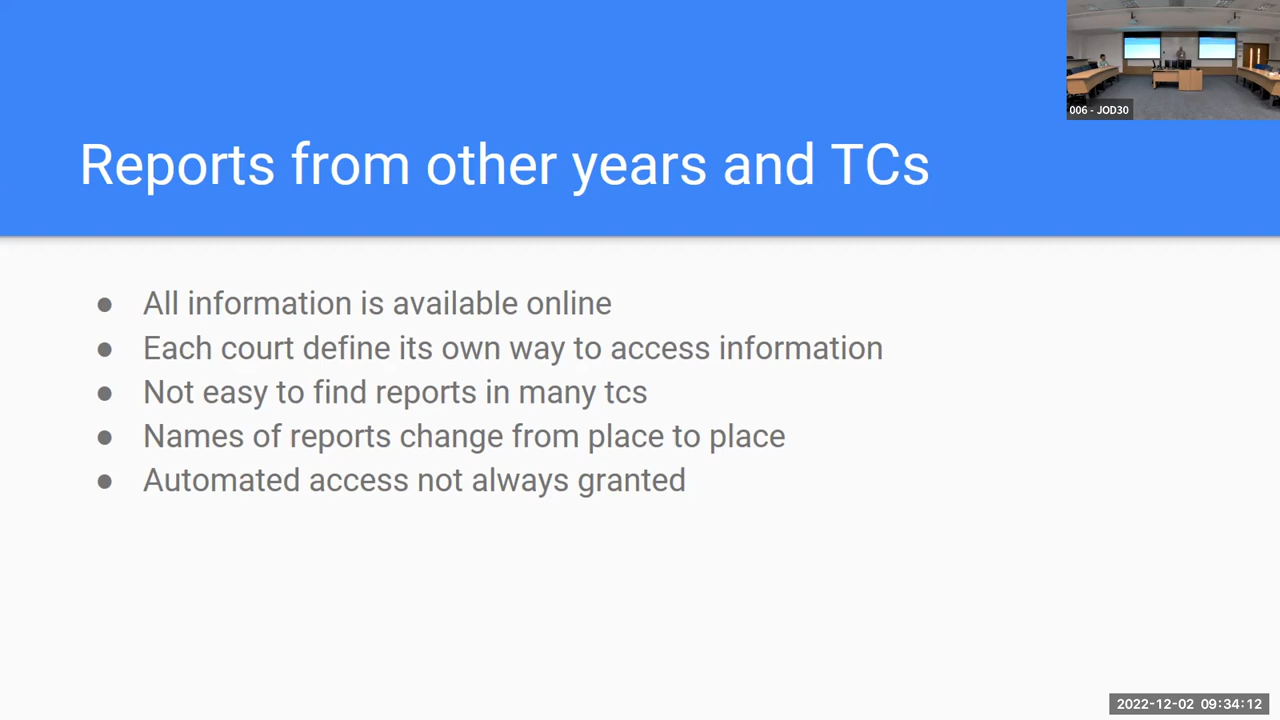 006 - JOD30
Reports from other years and TCs
● All information is available online
● Each court define its own way to access information
● Not easy to find reports in many tcs
● Names of reports change from place to place
● Automated access not always granted
2022-12-02 09:34:12